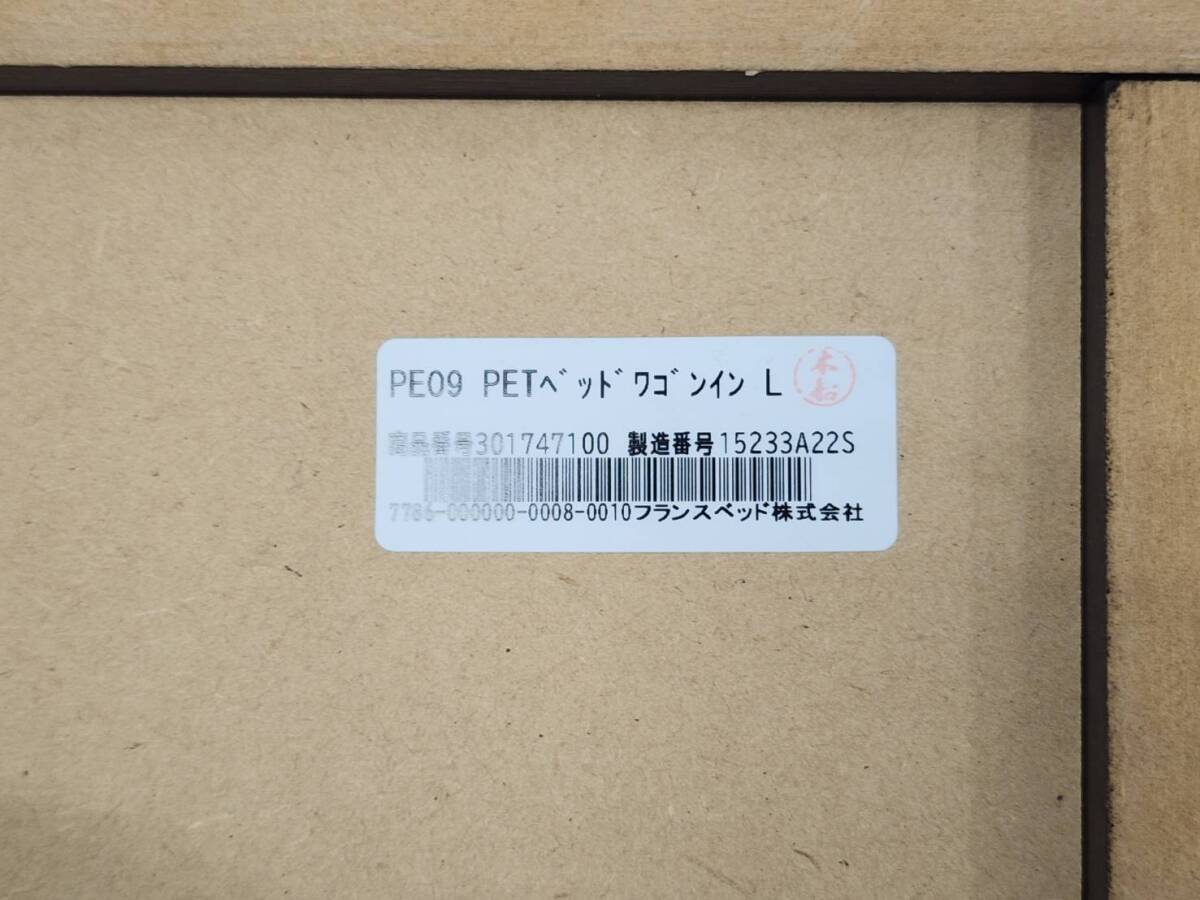 PE09 PETﾍﾞｯﾄﾞﾜｺﾞﾝｲﾝ L
本船
商品番号301747100 製造番号15233A22S
7786-000000-0008-0010フランスベッド株式会社